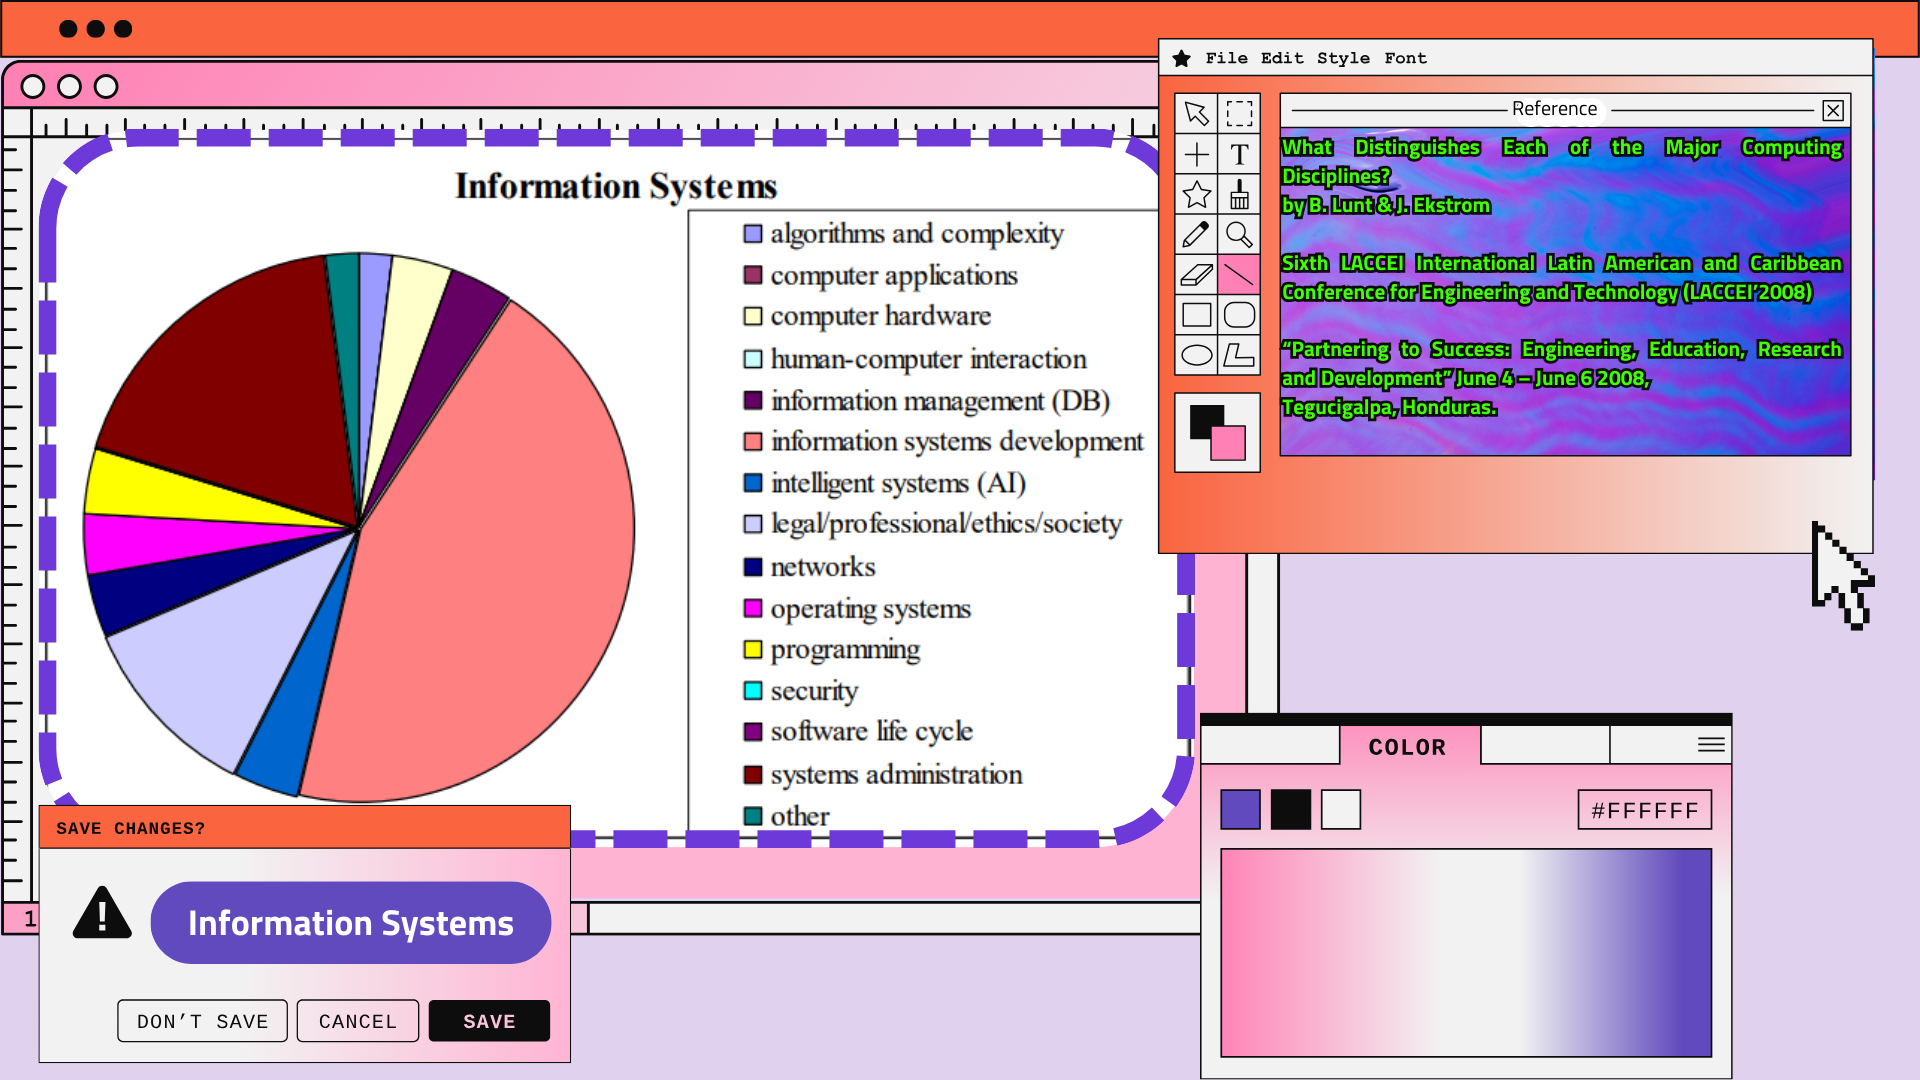 File Edit Style Font
Reference
What Distinguishes Each of the Major Computing
Disciplines?
by B. Lunt & J. Ekstrom
Sixth LACCEI International Latin American and Caribbean
Conference for Engineering and Technology (LACCEI’2008)
“Partnering to Success: Engineering, Education, Research
and Development” June 4 – June 6 2008,
Tegucigalpa, Honduras.
T
Information Systems
algorithms and complexity
computer applications
computer hardware
human-computer interaction
information management (DB)
information systems development
intelligent systems (AI)
legal/professional/ethics/society
networks
operating systems
programming
security
software life cycle
systems administration
other
COLOR
#FFFFFF
1
SAVE CHANGES?
Information Systems
DON’T SAVE
CANCEL
SAVE